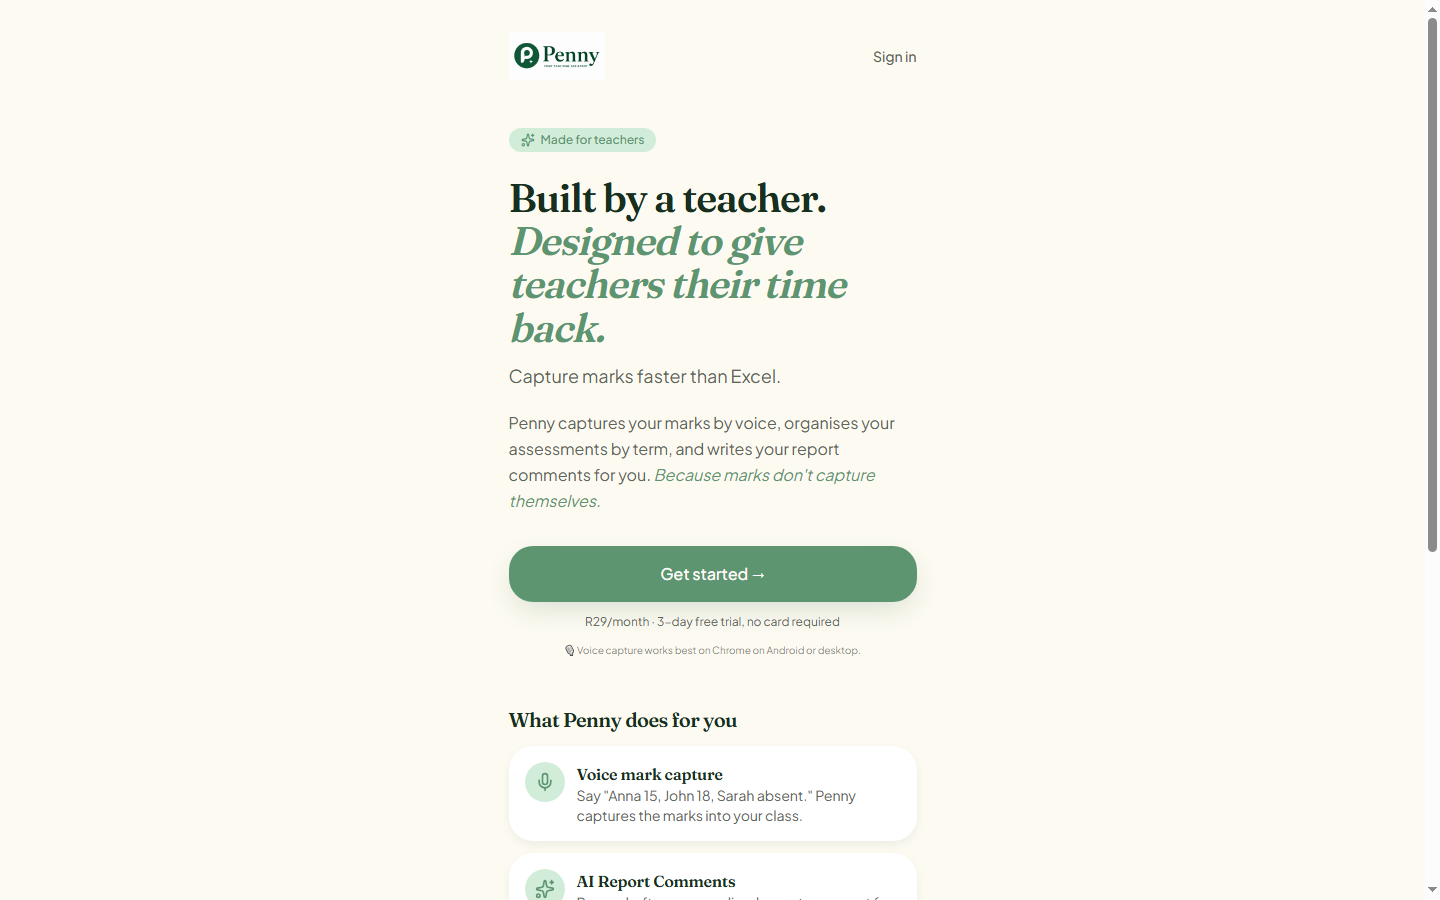 Penny
Sign in
Made for teachers
Built by a teacher.
Designed to give
teachers their time
back.
Capture marks faster than Excel.
Penny captures your marks by voice, organises your
assessments by term, and writes your report
comments for you. Because marks don't capture
themselves.
Get started →
R29/month · 3-day free trial, no card required
Voice capture works best on Chrome on Android or desktop.
What Penny does for you
Voice mark capture
Say "Anna 15, John 18, Sarah absent." Penny
captures the marks into your class.
AI Report Comments